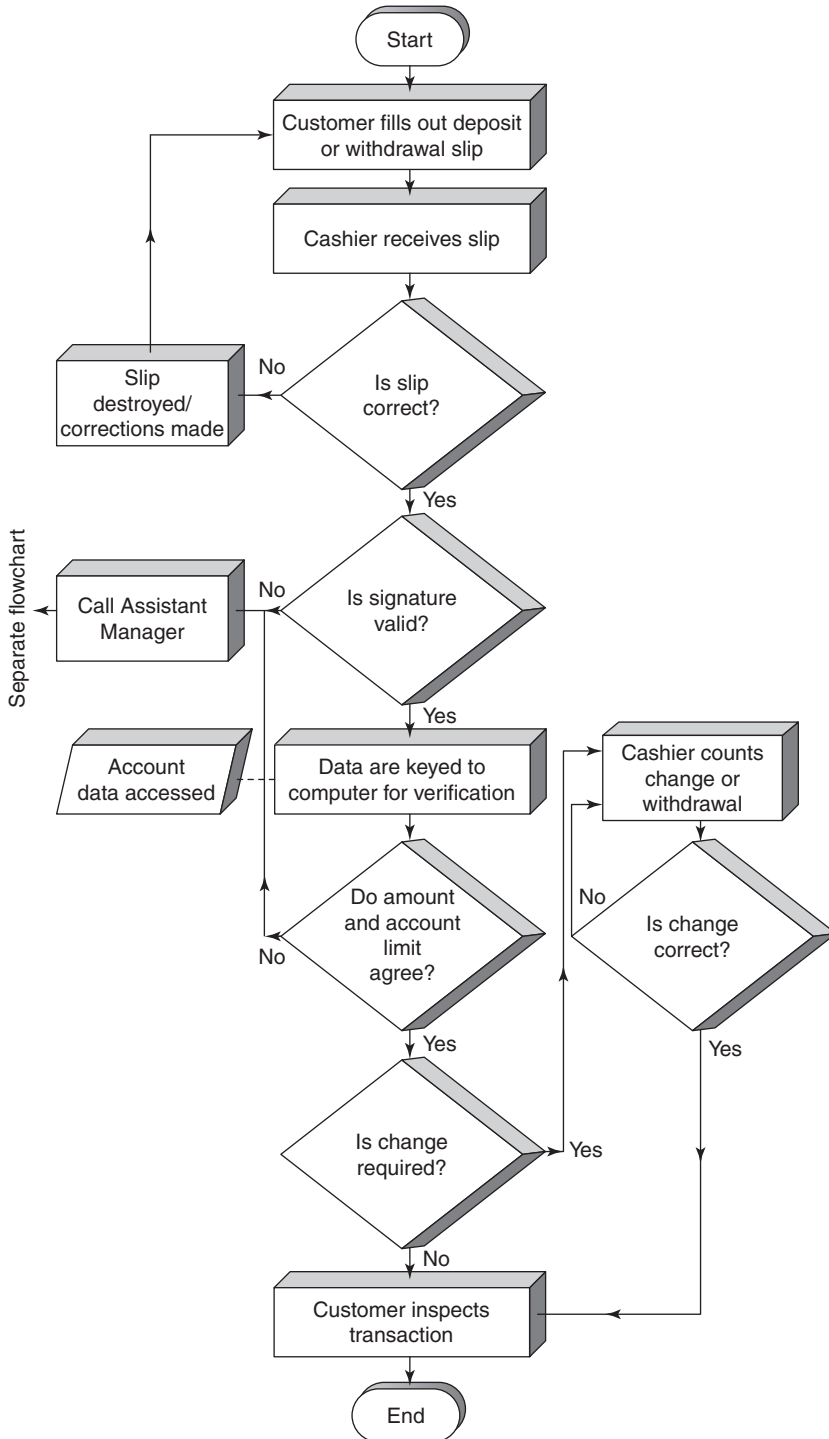 Start
Customer fills out deposit
or withdrawal slip
Cashier receives slip
Is slip
correct?
No
Slip
destroyed/
corrections made
Yes
Is signature
valid?
No
Call Assistant
Manager
Separate flowchart
Yes
Data are keyed to
computer for verification
Account
data accessed
Do amount
and account
limit
agree?
No
Yes
Is change
required?
Yes
Cashier counts
change or
withdrawal
Is change
correct?
No
Yes
No
Customer inspects
transaction
End